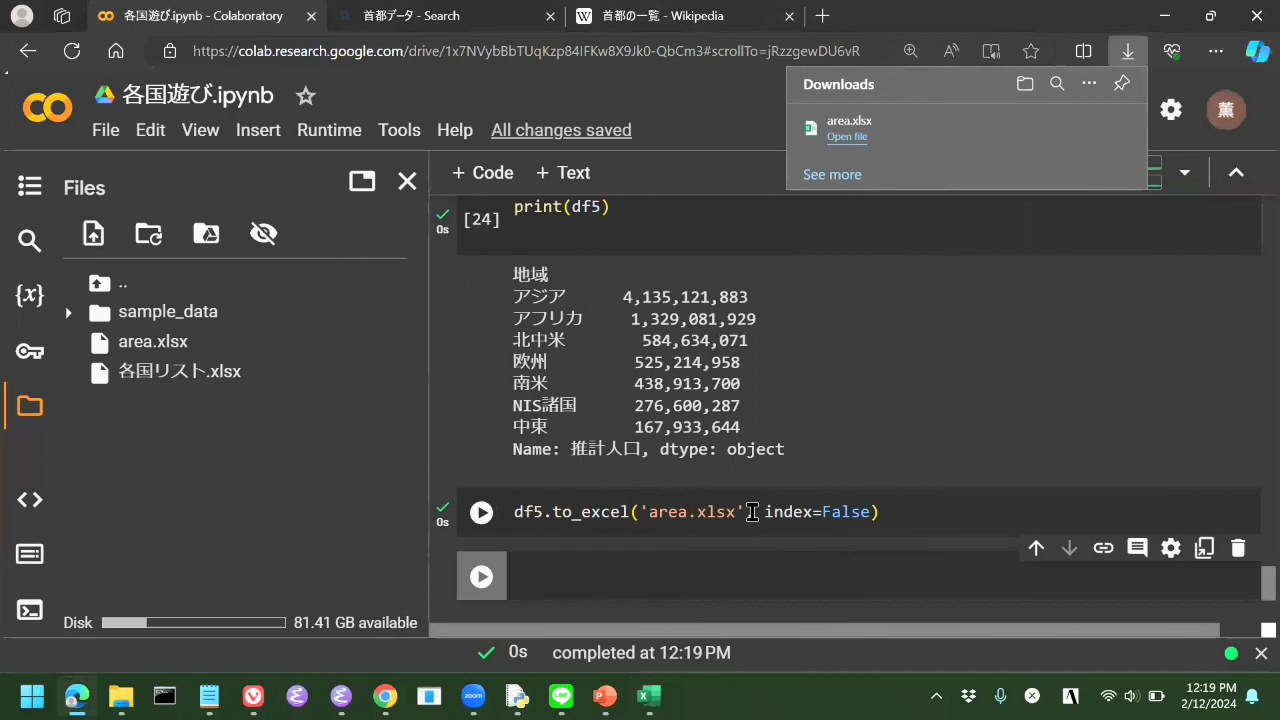 各国遊び.ipynb - Colaboratory
首都データ - Search
W 首都の一覧 - Wikipedia
https://colab.research.google.com/drive/1x7NVybBbTUqKzp84IFKw8X9Jk0-QbCm3#scrollTo=jRzzgewDU6vR
各国遊び.ipynb
File Edit View Insert Runtime Tools Help All changes saved
Downloads
area.xlsx
Open file
See more
薫
Files
+ Code + Text
..
sample_data
area.xlsx
各国リスト.xlsx
{x}
Disk 81.41 GB available
0s [24] print(df5)
地域
アジア 4,135,121,883
アフリカ 1,329,081,929
北中米 584,634,071
欧州 525,214,958
南米 438,913,700
NIS諸国 276,600,287
中東 167,933,644
Name: 推計人口, dtype: object
0s df5.to_excel('area.xlsx', index=False)
0s completed at 12:19 PM
zoom
LINE
A
12:19 PM
2/12/2024